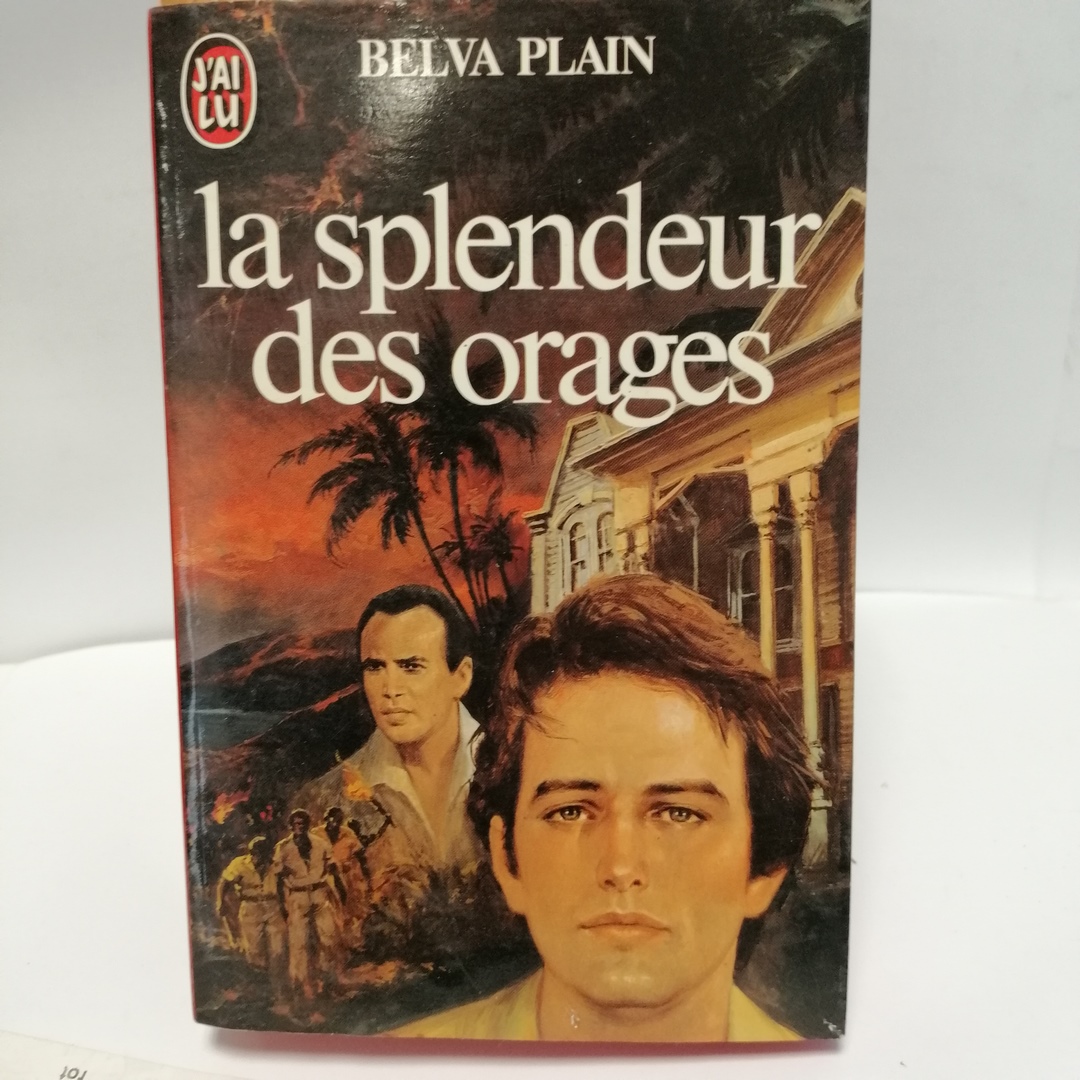 J'AI
LU
BELVA PLAIN
la splendeur
des orages